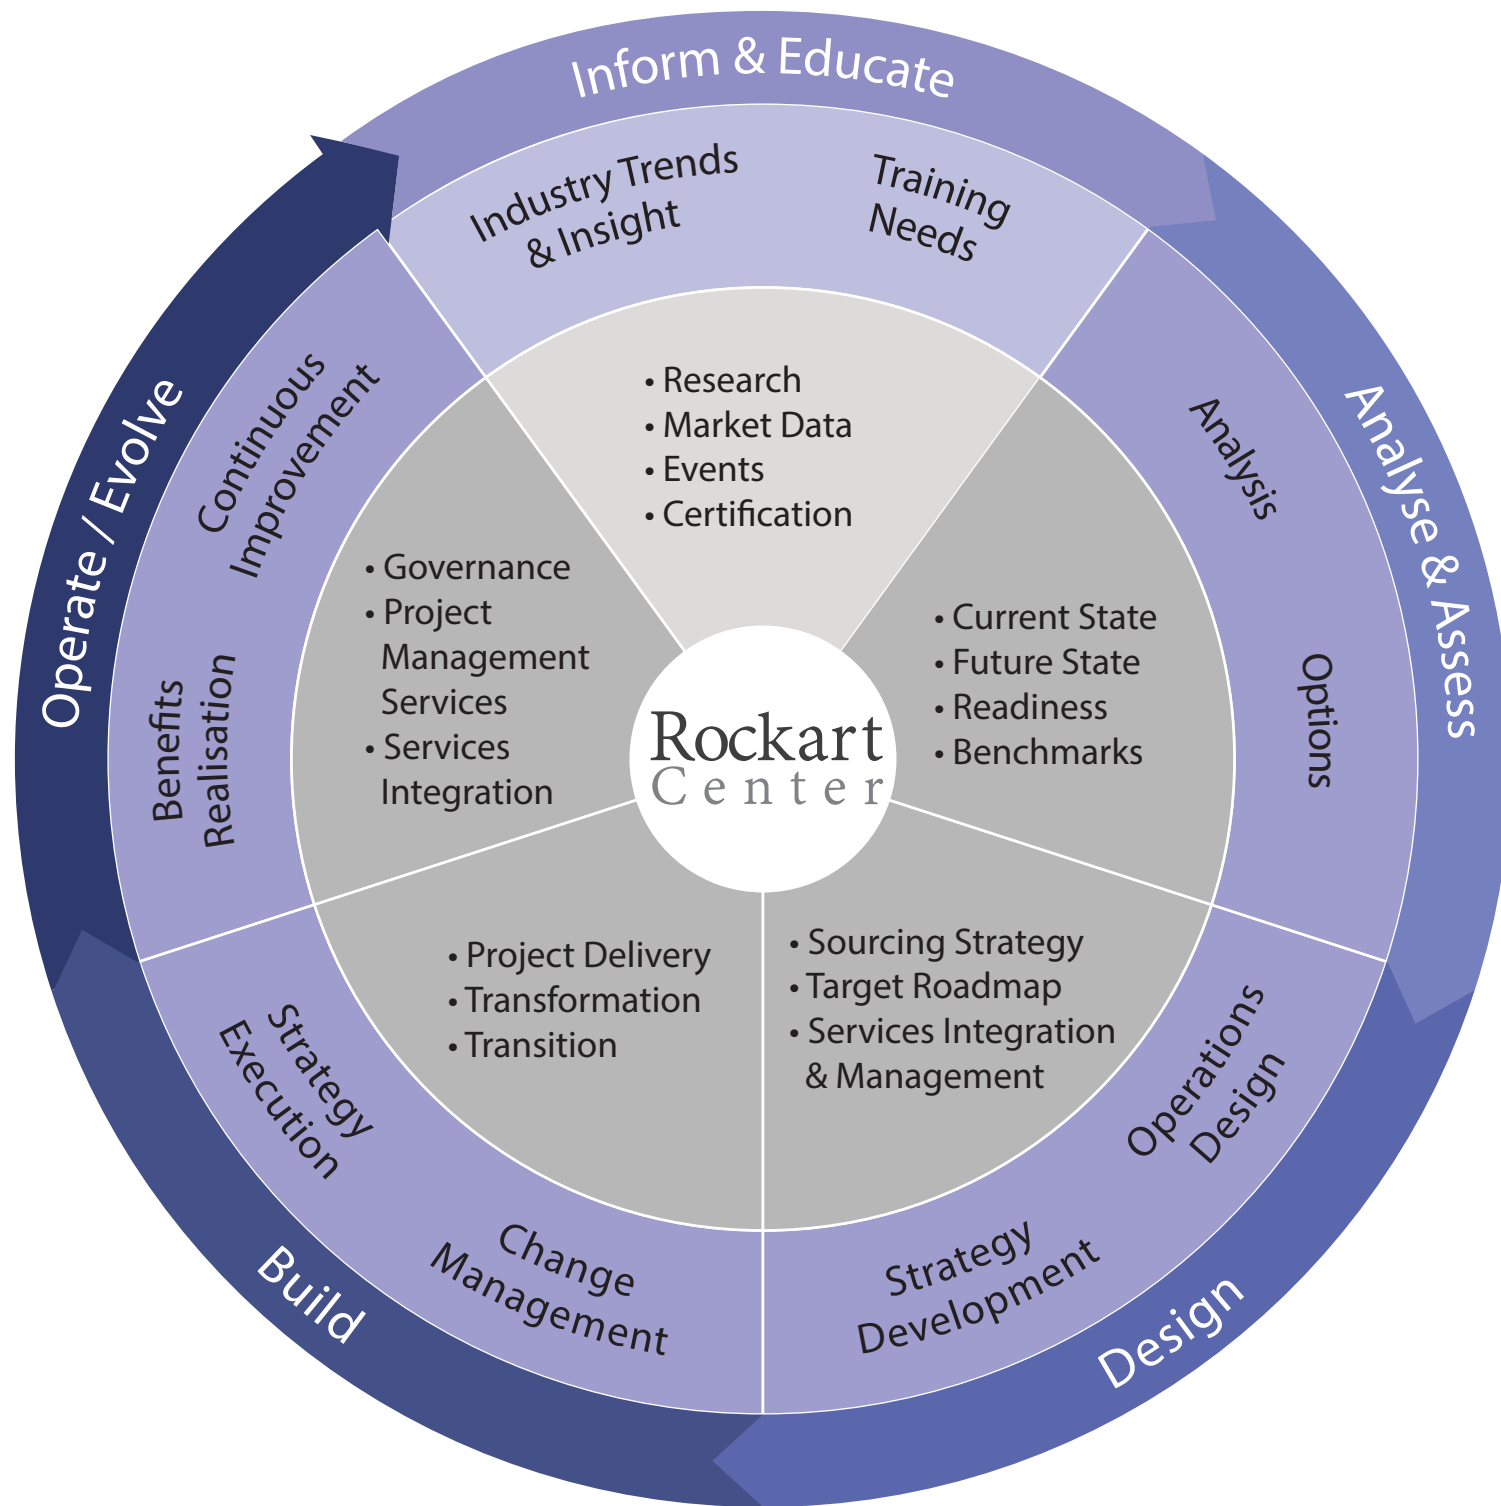 Inform & Educate
Industry Trends
& Insight
Training
Needs
• Research
• Market Data
• Events
• Certification
Analyse & Assess
Analysis
Options
• Current State
• Future State
• Readiness
• Benchmarks
Design
Operations
Design
Strategy
Development
• Sourcing Strategy
• Target Roadmap
• Services Integration
& Management
Build
Change
Management
Strategy
Execution
• Project Delivery
• Transformation
• Transition
Operate / Evolve
Benefits
Realisation
Continuous
Improvement
• Governance
• Project
Management
Services
• Services
Integration
Rockart
Center